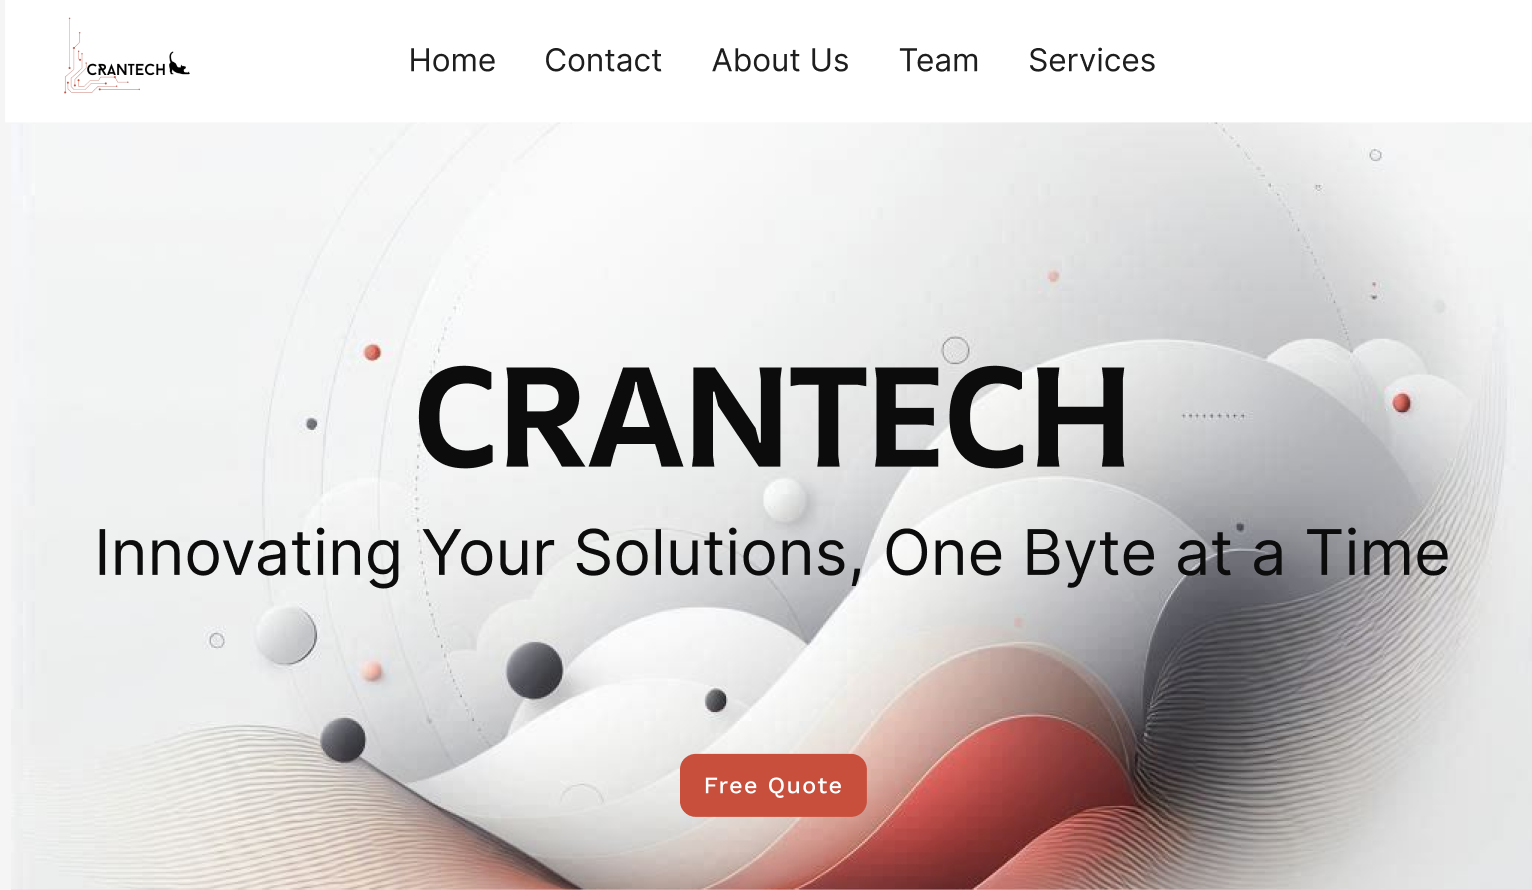 CRANTECH
Home Contact About Us Team Services
CRANTECH
Innovating Your Solutions, One Byte at a Time
Free Quote